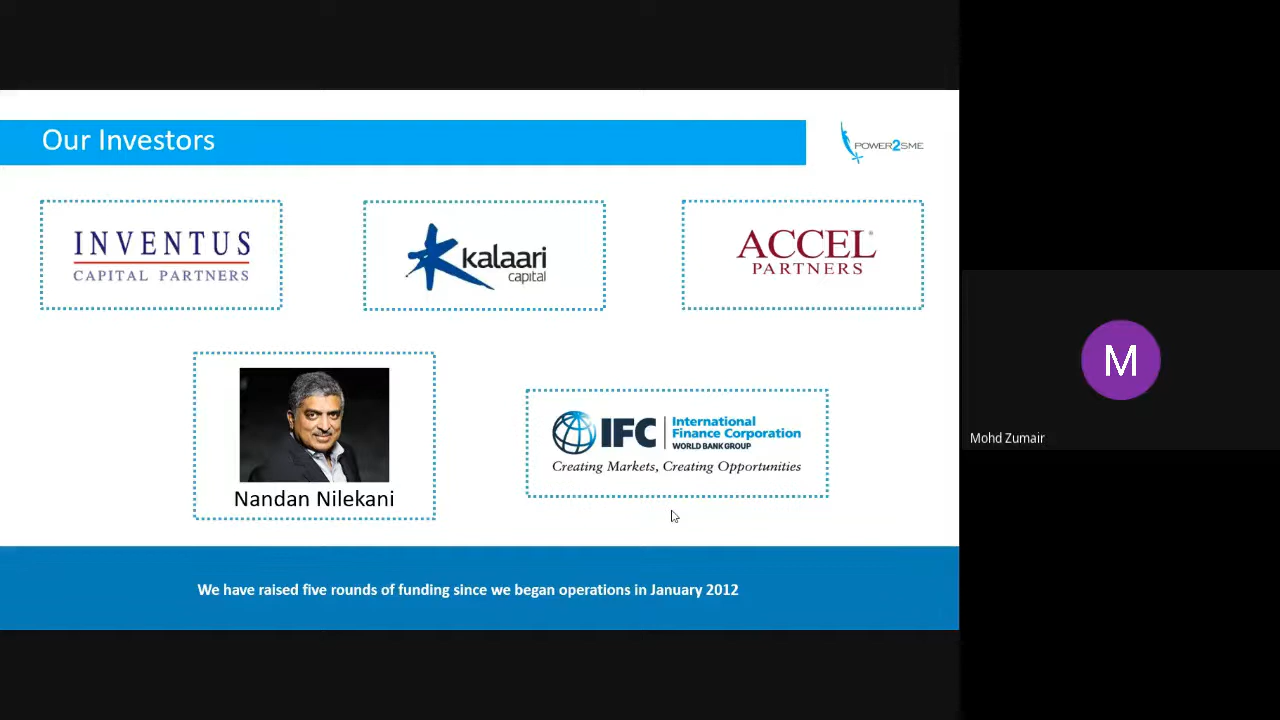 Our Investors
POWER2SME
INVENTUS
CAPITAL PARTNERS
kalaari
capital
ACCEL®
PARTNERS
Nandan Nilekani
IFC
International
Finance Corporation
WORLD BANK GROUP
Creating Markets, Creating Opportunities
We have raised five rounds of funding since we began operations in January 2012
M
Mohd Zumair